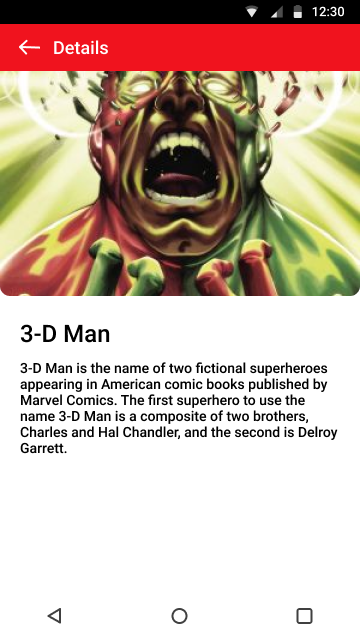 12:30
Details
3-D Man
3-D Man is the name of two fictional superheroes
appearing in American comic books published by
Marvel Comics. The first superhero to use the
name 3-D Man is a composite of two brothers,
Charles and Hal Chandler, and the second is Delroy
Garrett.